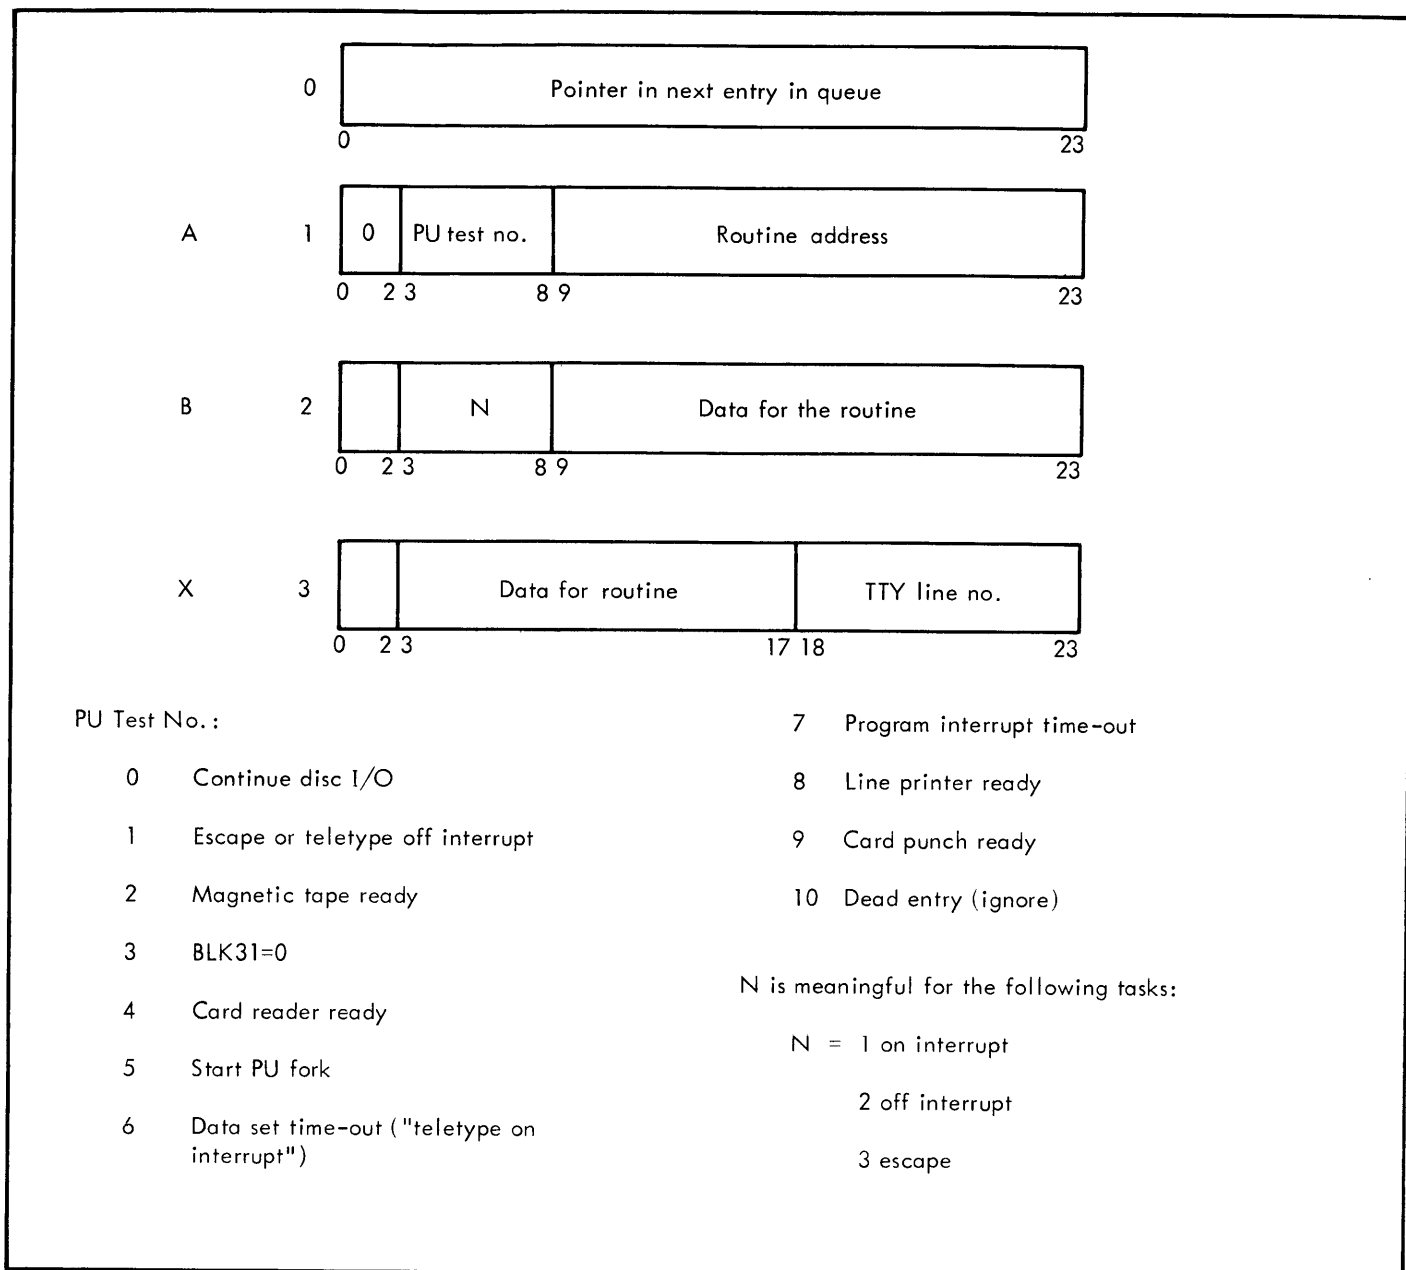 0 Pointer in next entry in queue
0 23
A 1 0 PU test no. Routine address
0 2 3 8 9 23
B 2 N Data for the routine
0 2 3 8 9 23
X 3 Data for routine TTY line no.
0 2 3 17 18 23
PU Test No.:
0 Continue disc I/O
1 Escape or teletype off interrupt
2 Magnetic tape ready
3 BLK31=0
4 Card reader ready
5 Start PU fork
6 Data set time-out ("teletype on
interrupt")
7 Program interrupt time-out
8 Line printer ready
9 Card punch ready
10 Dead entry (ignore)
N is meaningful for the following tasks:
N = 1 on interrupt
2 off interrupt
3 escape